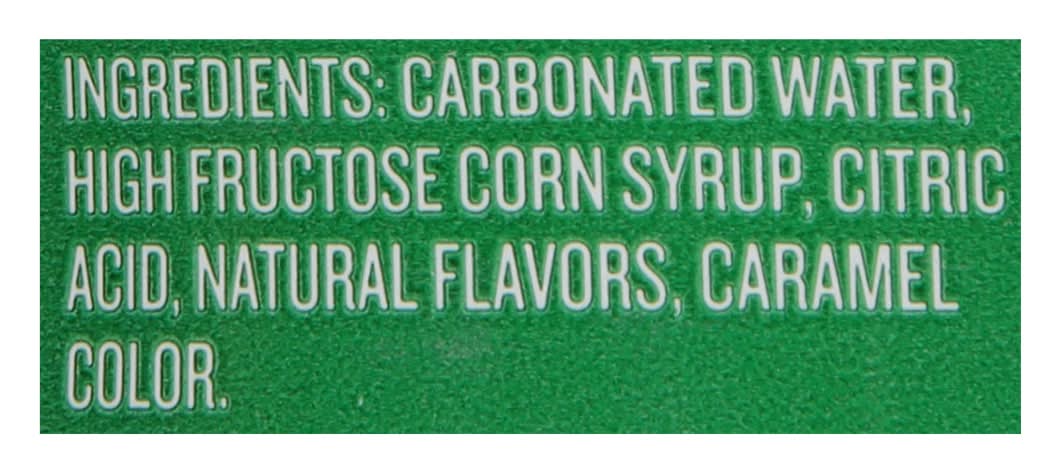 INGREDIENTS: CARBONATED WATER,
HIGH FRUCTOSE CORN SYRUP, CITRIC
ACID, NATURAL FLAVORS, CARAMEL
COLOR.